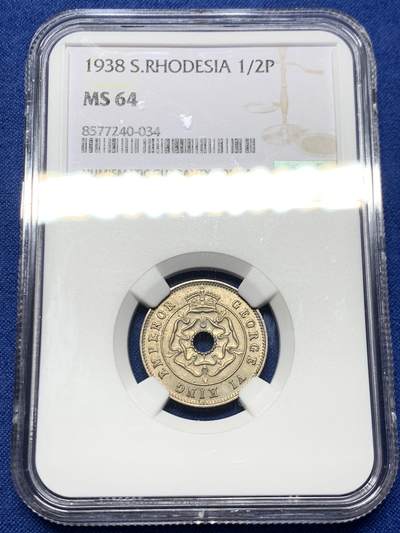 1938 S.RHODESIA 1/2P
MS 64
8577240-034
GEORGE VI KING EMPEROR